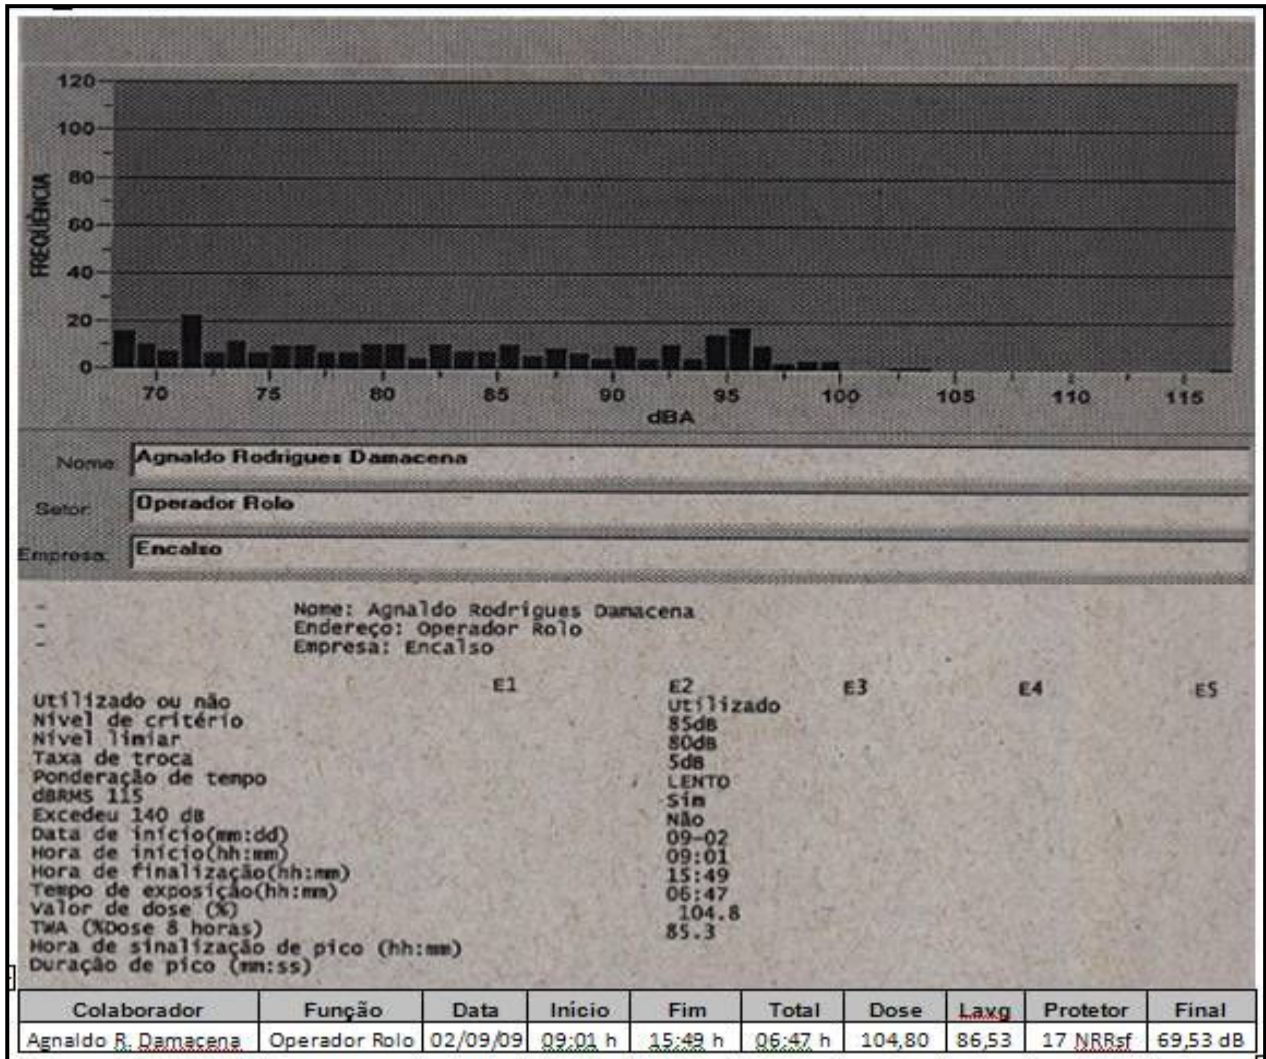 120
100
80
60
40
20
0
FREQUÊNCIA
70 75 80 85 90 95 100 105 110 115
dBA
Nome: Agnaldo Rodrigues Damacena
Setor: Operador Rolo
Empresa: Encalso
- Nome: Agnaldo Rodrigues Damacena
- Endereço: Operador Rolo
- Empresa: Encalso
E1 E2 E3 E4 E5
Utilizado ou não Utilizado
Nível de critério 85dB
Nível limiar 80dB
Taxa de troca 5dB
Ponderação de tempo LENTO
dBRMS 115 Sim
Excedeu 140 dB Não
Data de início(mm:dd) 09-02
Hora de início(hh:mm) 09:01
Hora de finalização(hh:mm) 15:49
Tempo de exposição(hh:mm) 06:47
Valor de dose (%) 104.8
TWA (%Dose 8 horas) 85.3
Hora de sinalização de pico (hh:mm)
Duração de pico (mm:ss)
Colaborador Função Data Início Fim Total Dose Lavg Protetor Final
Agnaldo R. Damacena Operador Rolo 02/09/09 09:01 h 15:49 h 06:47 h 104,80 86,53 17 NRRsf 69,53 dB